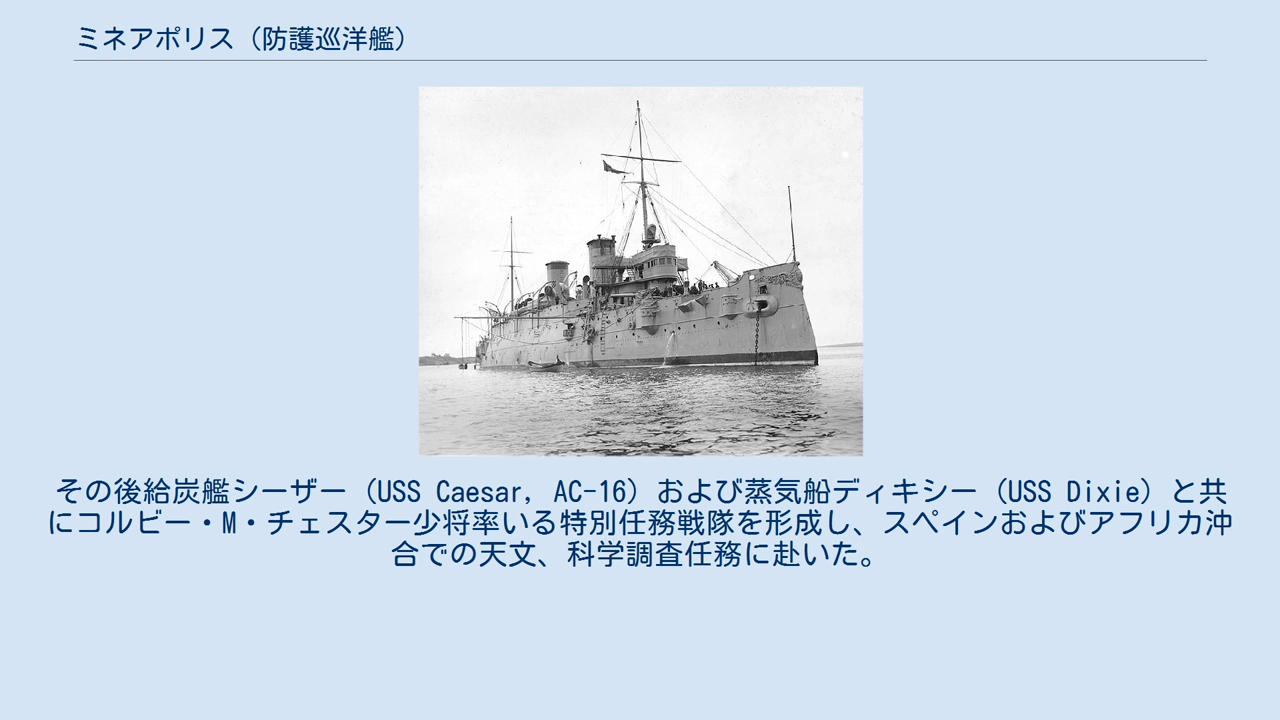 ミネアポリス（防護巡洋艦）
その後給炭艦シーザー（USS Caesar, AC-16）および蒸気船ディキシー（USS Dixie）と共
にコルビー・M・チェスター少将率いる特別任務戦隊を形成し、スペインおよびアフリカ沖
合での天文、科学調査任務に赴いた。